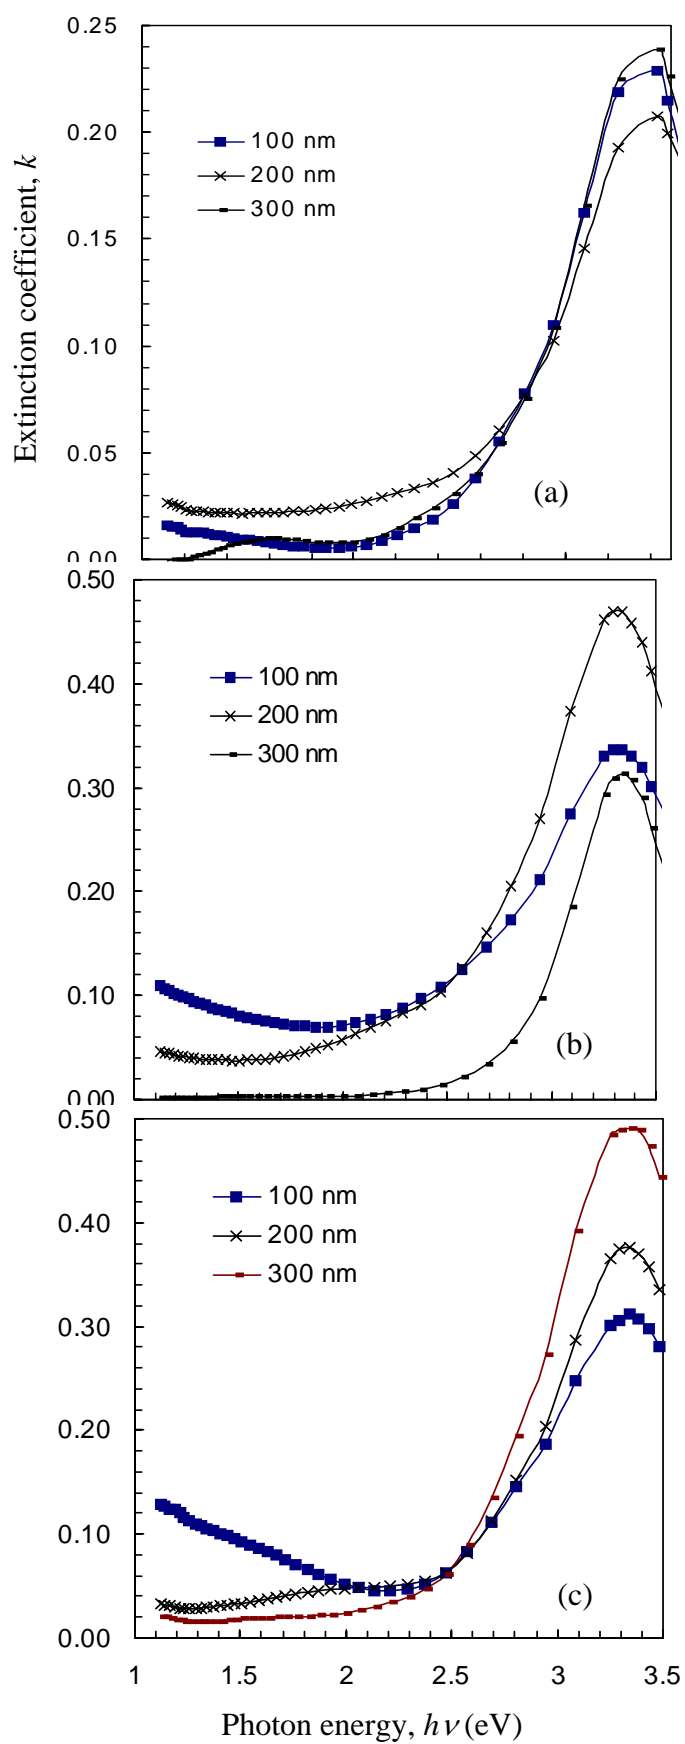 0.25
0.20
0.15
0.10
0.05
0.00
Extinction coefficient, k
100 nm
200 nm
300 nm
(a)
0.50
0.40
0.30
0.20
0.10
0.00
100 nm
200 nm
300 nm
(b)
0.50
0.40
0.30
0.20
0.10
0.00
100 nm
200 nm
300 nm
(c)
1 1.5 2 2.5 3 3.5
Photon energy, hν (eV)